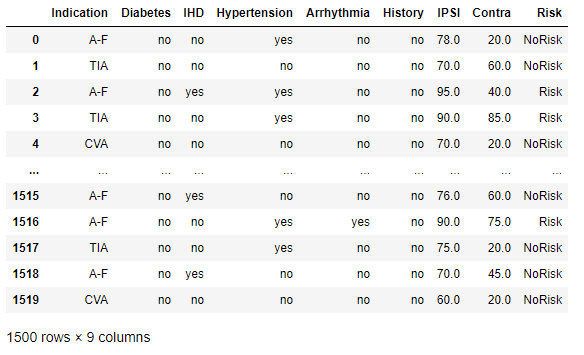 Indication Diabetes IHD Hypertension Arrhythmia History IPSI Contra Risk
0 A-F no no yes no no 78.0 20.0 NoRisk
1 TIA no no no no no 70.0 60.0 NoRisk
2 A-F no yes yes no no 95.0 40.0 Risk
3 TIA no no yes no no 90.0 85.0 Risk
4 CVA no no no no no 70.0 20.0 NoRisk
... ... ... ... ... ... ... ... ... ...
1515 A-F no yes no no no 76.0 60.0 NoRisk
1516 A-F no no yes yes no 90.0 75.0 Risk
1517 TIA no no yes no no 75.0 20.0 NoRisk
1518 A-F no yes no no no 70.0 45.0 NoRisk
1519 CVA no no no no no 60.0 20.0 NoRisk
1500 rows × 9 columns